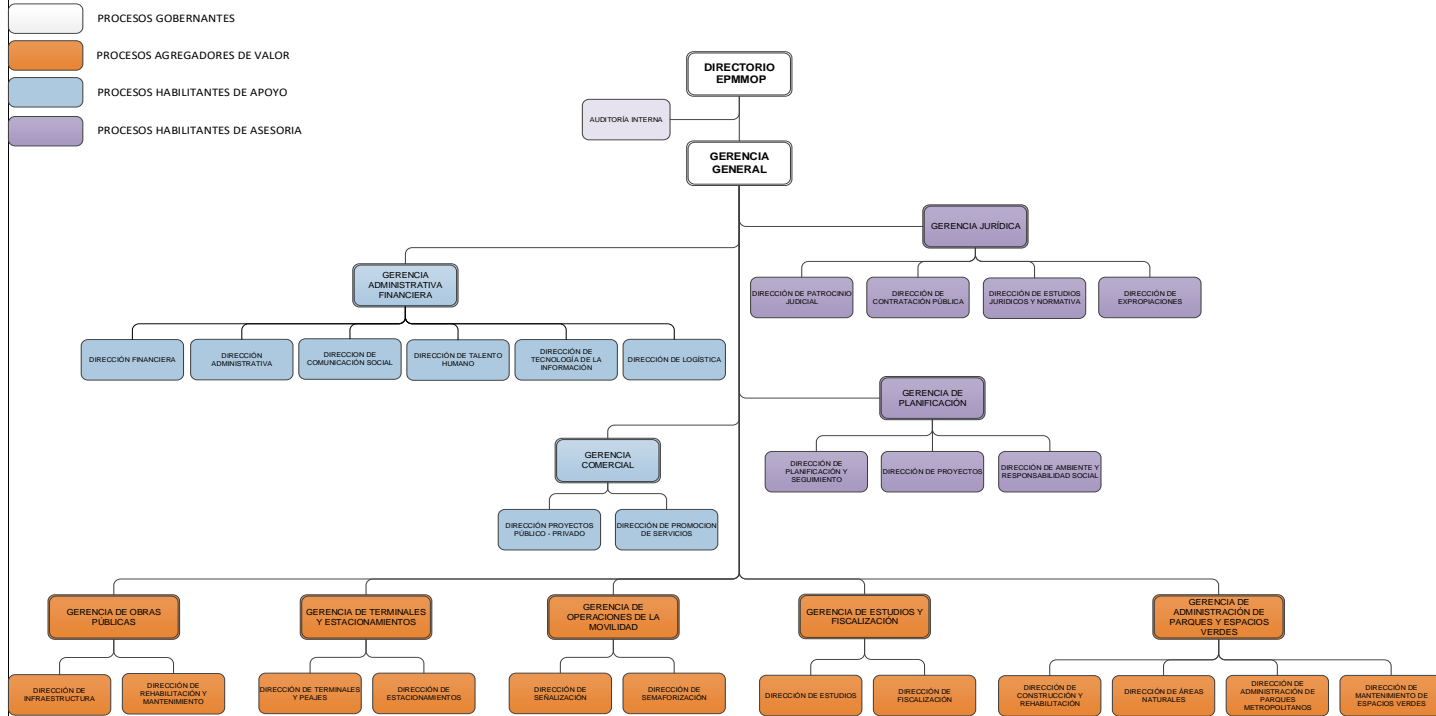 PROCESOS GOBERNANTES
PROCESOS AGREGADORES DE VALOR
PROCESOS HABILITANTES DE APOYO
PROCESOS HABILITANTES DE ASESORIA
DIRECTORIO
EPMMOP
AUDITORÍA INTERNA
GERENCIA
GENERAL
GERENCIA JURÍDICA
DIRECCIÓN DE PATROCINIO
JUDICIAL
DIRECCIÓN DE
CONTRATACIÓN PÚBLICA
DIRECCIÓN DE ESTUDIOS
JURIDICOS Y NORMATIVA
DIRECCIÓN DE
EXPROPIACIONES
GERENCIA
ADMINISTRATIVA
FINANCIERA
DIRECCIÓN FINANCIERA
DIRECCIÓN
ADMINISTRATIVA
DIRECCION DE
COMUNICACIÓN SOCIAL
DIRECCIÓN DE TALENTO
HUMANO
DIRECCIÓN DE
TECNOLOGÍA DE LA
INFORMACIÓN
DIRECCIÓN DE LOGÍSTICA
GERENCIA DE
PLANIFICACIÓN
DIRECCIÓN DE
PLANIFICACIÓN Y
SEGUIMIENTO
DIRECCIÓN DE PROYECTOS
DIRECCIÓN DE AMBIENTE Y
RESPONSABILIDAD SOCIAL
GERENCIA
COMERCIAL
DIRECCIÓN PROYECTOS
PÚBLICO - PRIVADO
DIRECCIÓN DE PROMOCION
DE SERVICIOS
GERENCIA DE OBRAS
PÚBLICAS
DIRECCIÓN DE
INFRAESTRUCTURA
DIRECCIÓN DE
REHABILITACIÓN Y
MANTENIMIENTO
GERENCIA DE TERMINALES
Y ESTACIONAMIENTOS
DIRECCIÓN DE TERMINALES
Y PEAJES
DIRECCIÓN DE
ESTACIONAMIENTOS
GERENCIA DE
OPERACIONES DE LA
MOVILIDAD
DIRECCIÓN DE
SEÑALIZACIÓN
DIRECCIÓN DE
SEMAFORIZACIÓN
GERENCIA DE ESTUDIOS Y
FISCALIZACIÓN
DIRECCIÓN DE ESTUDIOS
DIRECCIÓN DE
FISCALIZACIÓN
GERENCIA DE
ADMINISTRACIÓN DE
PARQUES Y ESPACIOS
VERDES
DIRECCIÓN DE
CONSTRUCCIÓN Y
REHABILITACIÓN
DIRECCIÓN DE ÁREAS
NATURALES
DIRECCIÓN DE
ADMINISTRACIÓN DE
PARQUES
METROPOLITANOS
DIRECCIÓN DE
MANTENIMIENTO DE
ESPACIOS VERDES